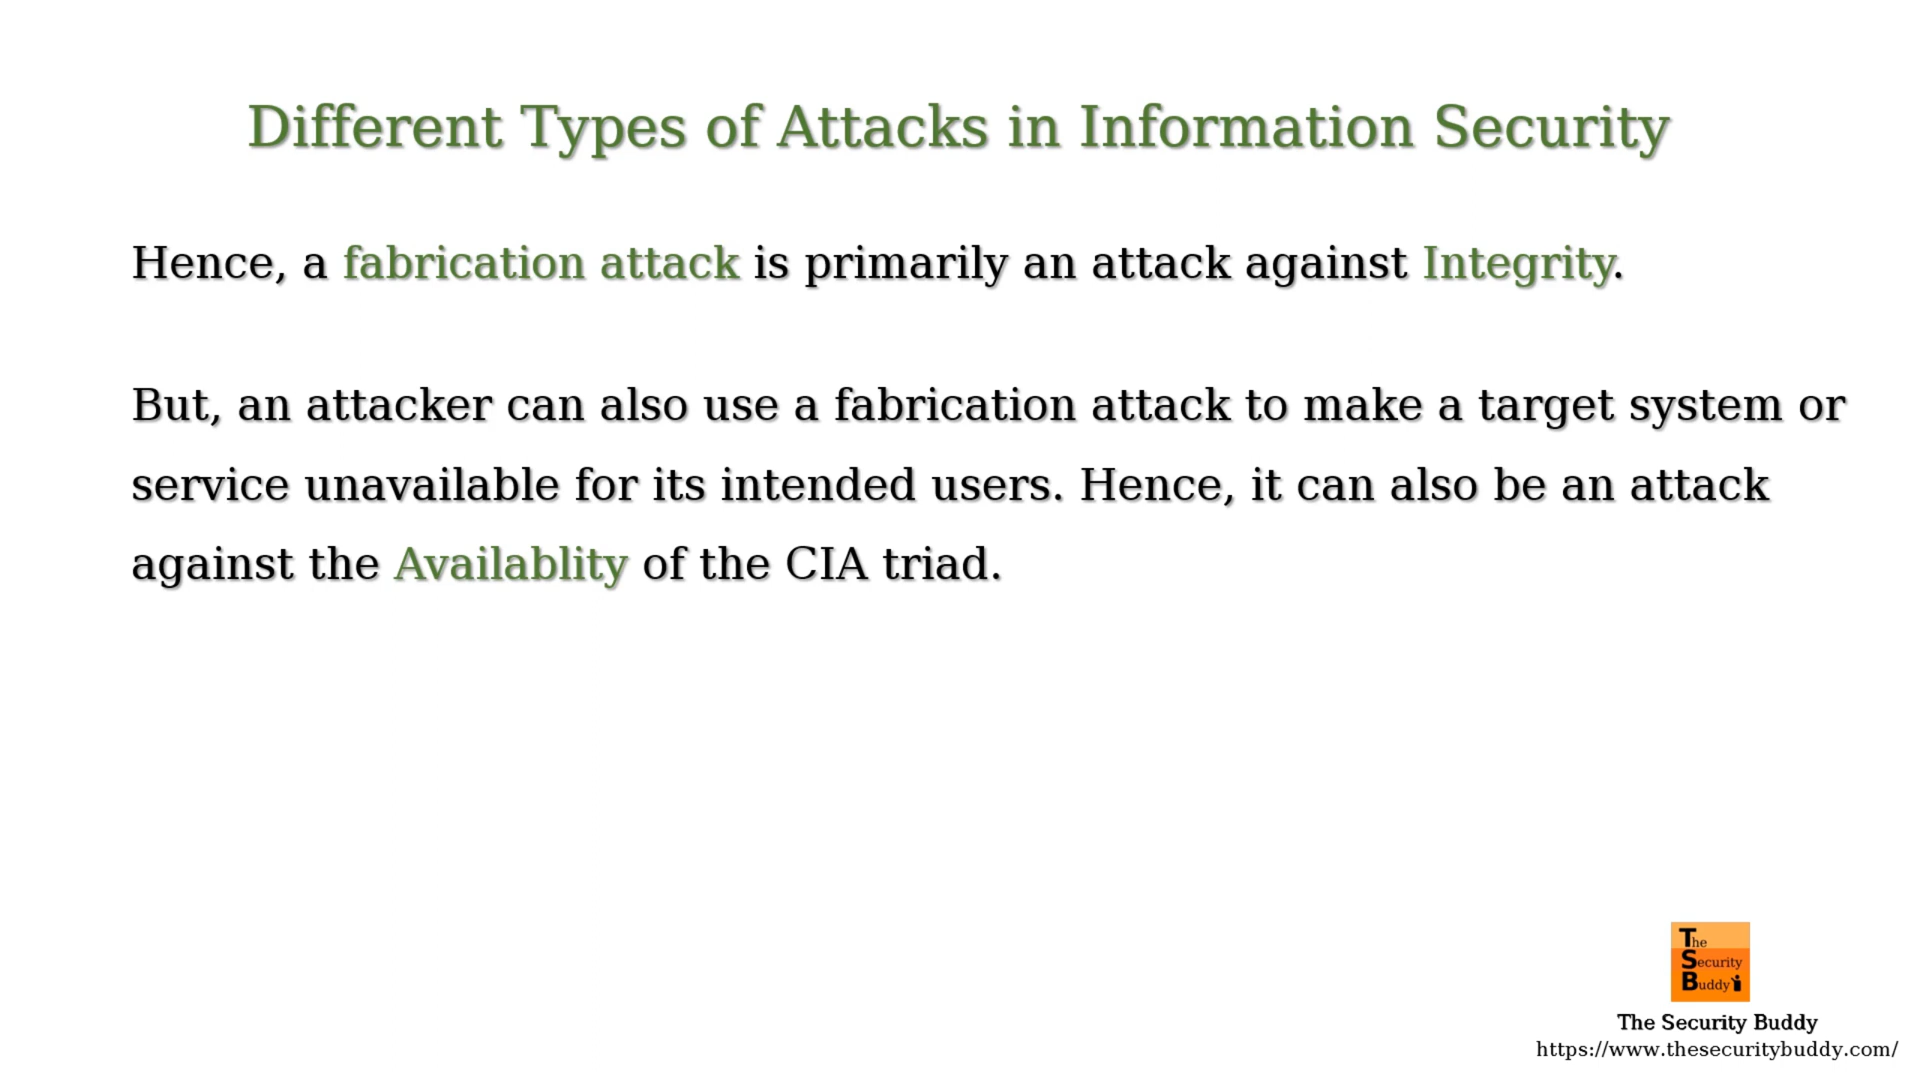 Different Types of Attacks in Information Security
Hence, a fabrication attack is primarily an attack against Integrity.
But, an attacker can also use a fabrication attack to make a target system or
service unavailable for its intended users. Hence, it can also be an attack
against the Availablity of the CIA triad.
The
Security
Buddy
The Security Buddy
https://www.thesecuritybuddy.com/